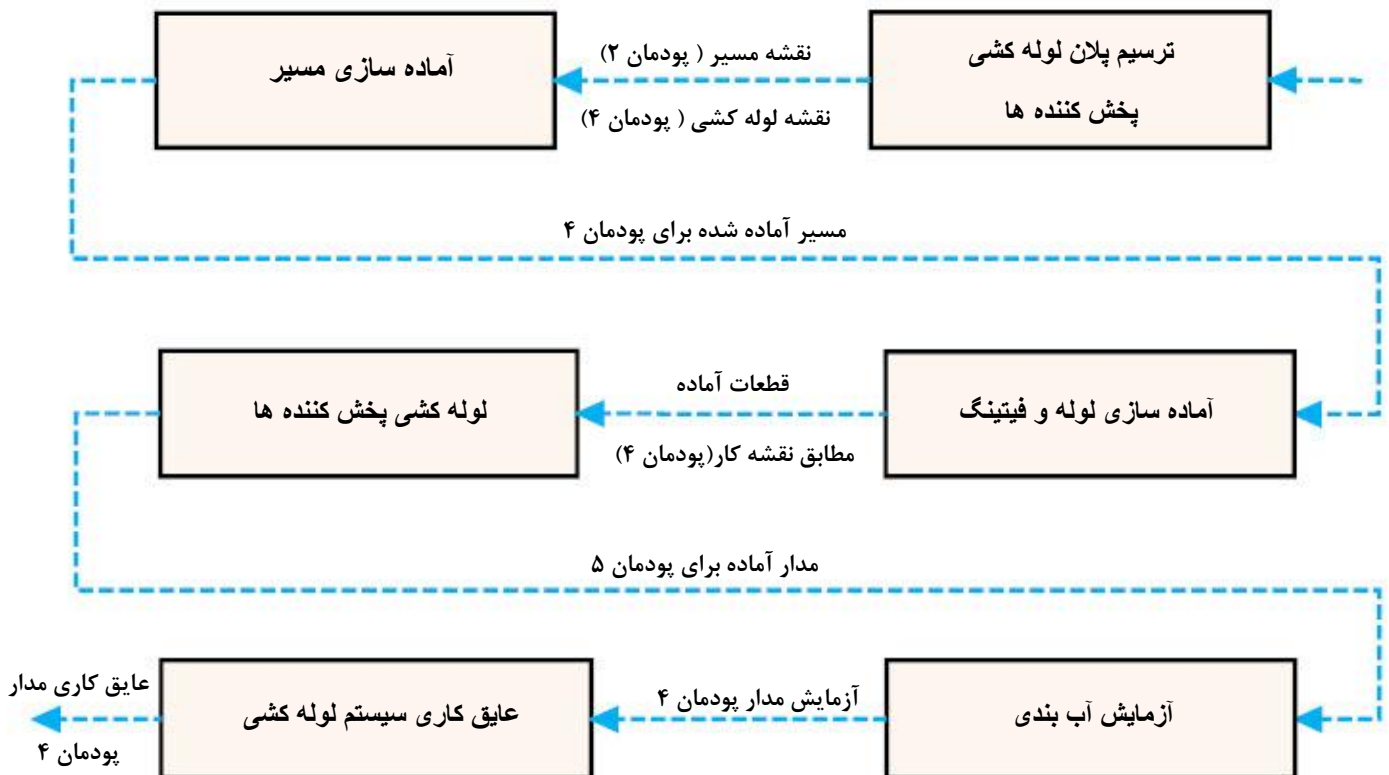 ترسیم پلان لوله کشی
پخش کننده ها
نقشه مسیر ( پودمان ۲)
نقشه لوله کشی ( پودمان ۴)
آماده سازی مسیر
مسیر آماده شده برای پودمان ۴
آماده سازی لوله و فیتینگ
قطعات آماده
مطابق نقشه کار(پودمان ۴)
لوله کشی پخش کننده ها
مدار آماده برای پودمان ۵
آزمایش آب بندی
آزمایش مدار پودمان ۴
عایق کاری سیستم لوله کشی
عایق کاری مدار
پودمان ۴